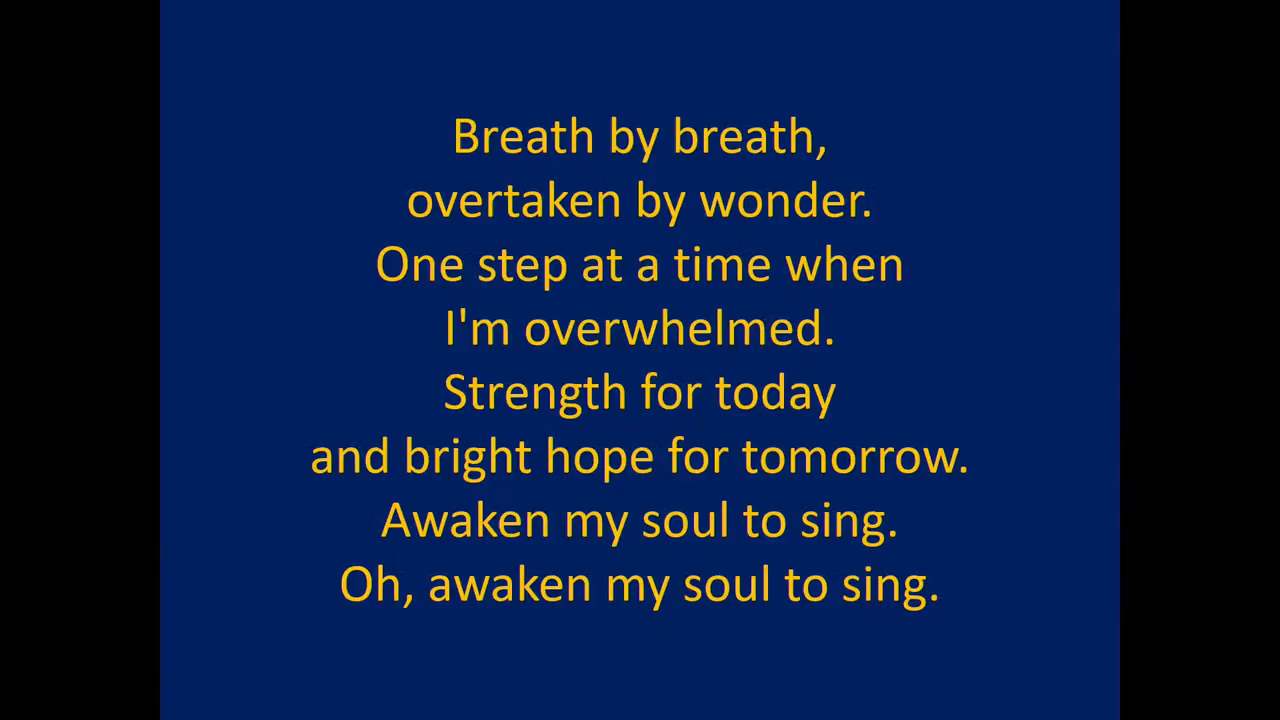 Breath by breath,
overtaken by wonder.
One step at a time when
I'm overwhelmed.
Strength for today
and bright hope for tomorrow.
Awaken my soul to sing.
Oh, awaken my soul to sing.